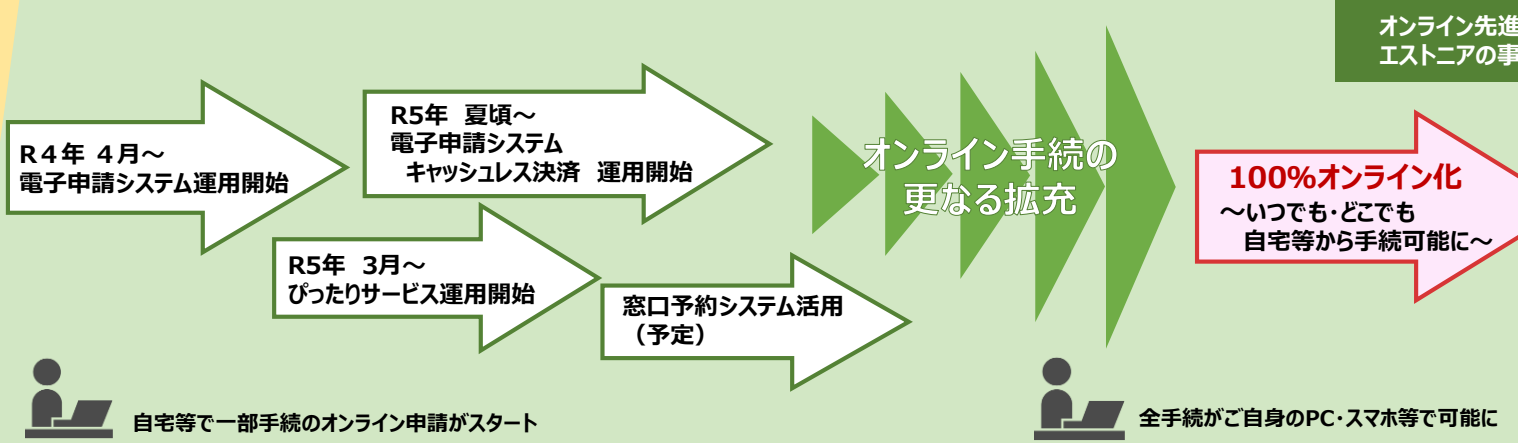 オンライン先進
エストニアの事
R4年 4月～
電子申請システム運用開始
R5年 夏頃～
電子申請システム
キャッシュレス決済 運用開始
R5年 3月～
ぴったりサービス運用開始
窓口予約システム活用
（予定）
オンライン手続の
更なる拡充
100%オンライン化
～いつでも・どこでも
自宅等から手続可能に～
自宅等で一部手続のオンライン申請がスタート
全手続がご自身のPC・スマホ等で可能に